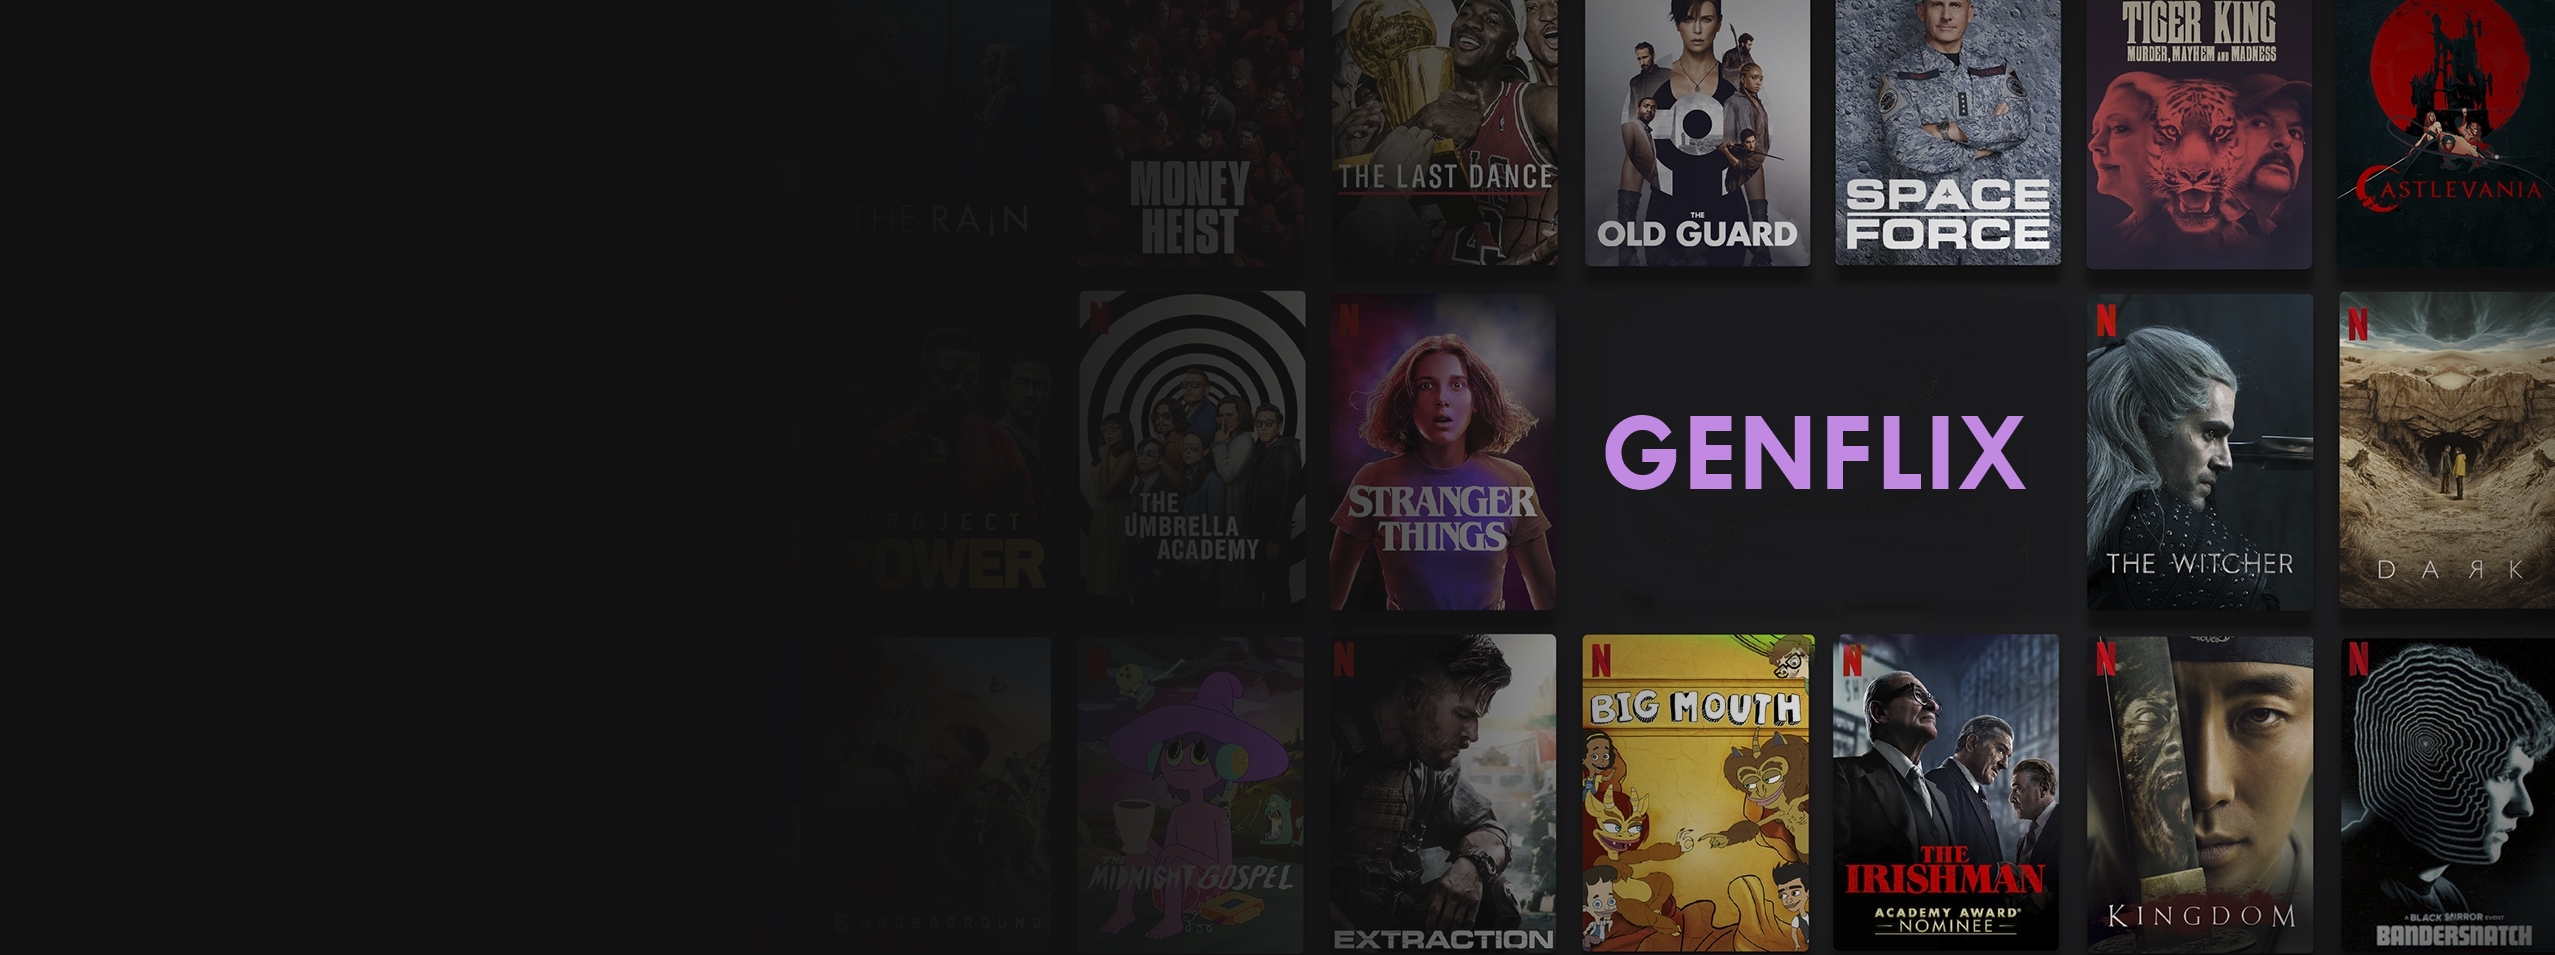 THE RAIN
MONEY
HEIST
THE LAST DANCE
THE
OLD GUARD
SPACE
FORCE
TIGER KING
MURDER, MAYHEM AND MADNESS
CASTLEVANIA
PROJECT
POWER
N
THE
UMBRELLA
ACADEMY
N
STRANGER
THINGS
GENFLIX
N
THE WITCHER
N
DAЯK
6 UNDERGROUND
THE
MIDNIGHT GOSPEL
N
EXTRACTION
N
BIG MOUTH
N
THE
IRISHMAN
ACADEMY AWARD®
NOMINEE
N
KINGDOM
N
A BLACK MIRROR EVENT
BANDERSNATCH